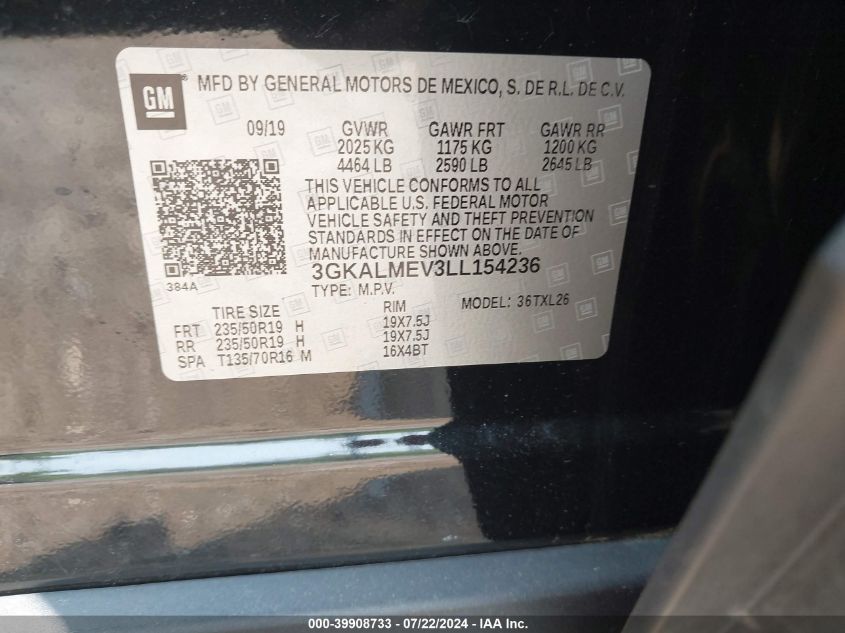 GM
MFD BY GENERAL MOTORS DE MEXICO, S. DE R.L. DE C.V.
09/19 GVWR GAWR FRT GAWR RR
2025 KG 1175 KG 1200 KG
4464 LB 2590 LB 2645 LB
THIS VEHICLE CONFORMS TO ALL
APPLICABLE U.S. FEDERAL MOTOR
VEHICLE SAFETY AND THEFT PREVENTION
STANDARDS IN EFFECT ON THE DATE OF
MANUFACTURE SHOWN ABOVE.
3GKALMEV3LL154236
384A
TYPE: M.P.V. MODEL: 36TXL26
TIRE SIZE RIM
FRT 235/50R19 H 19X7.5J
RR 235/50R19 H 19X7.5J
SPA T135/70R16 M 16X4BT
000-39908733 - 07/22/2024 - IAA Inc.